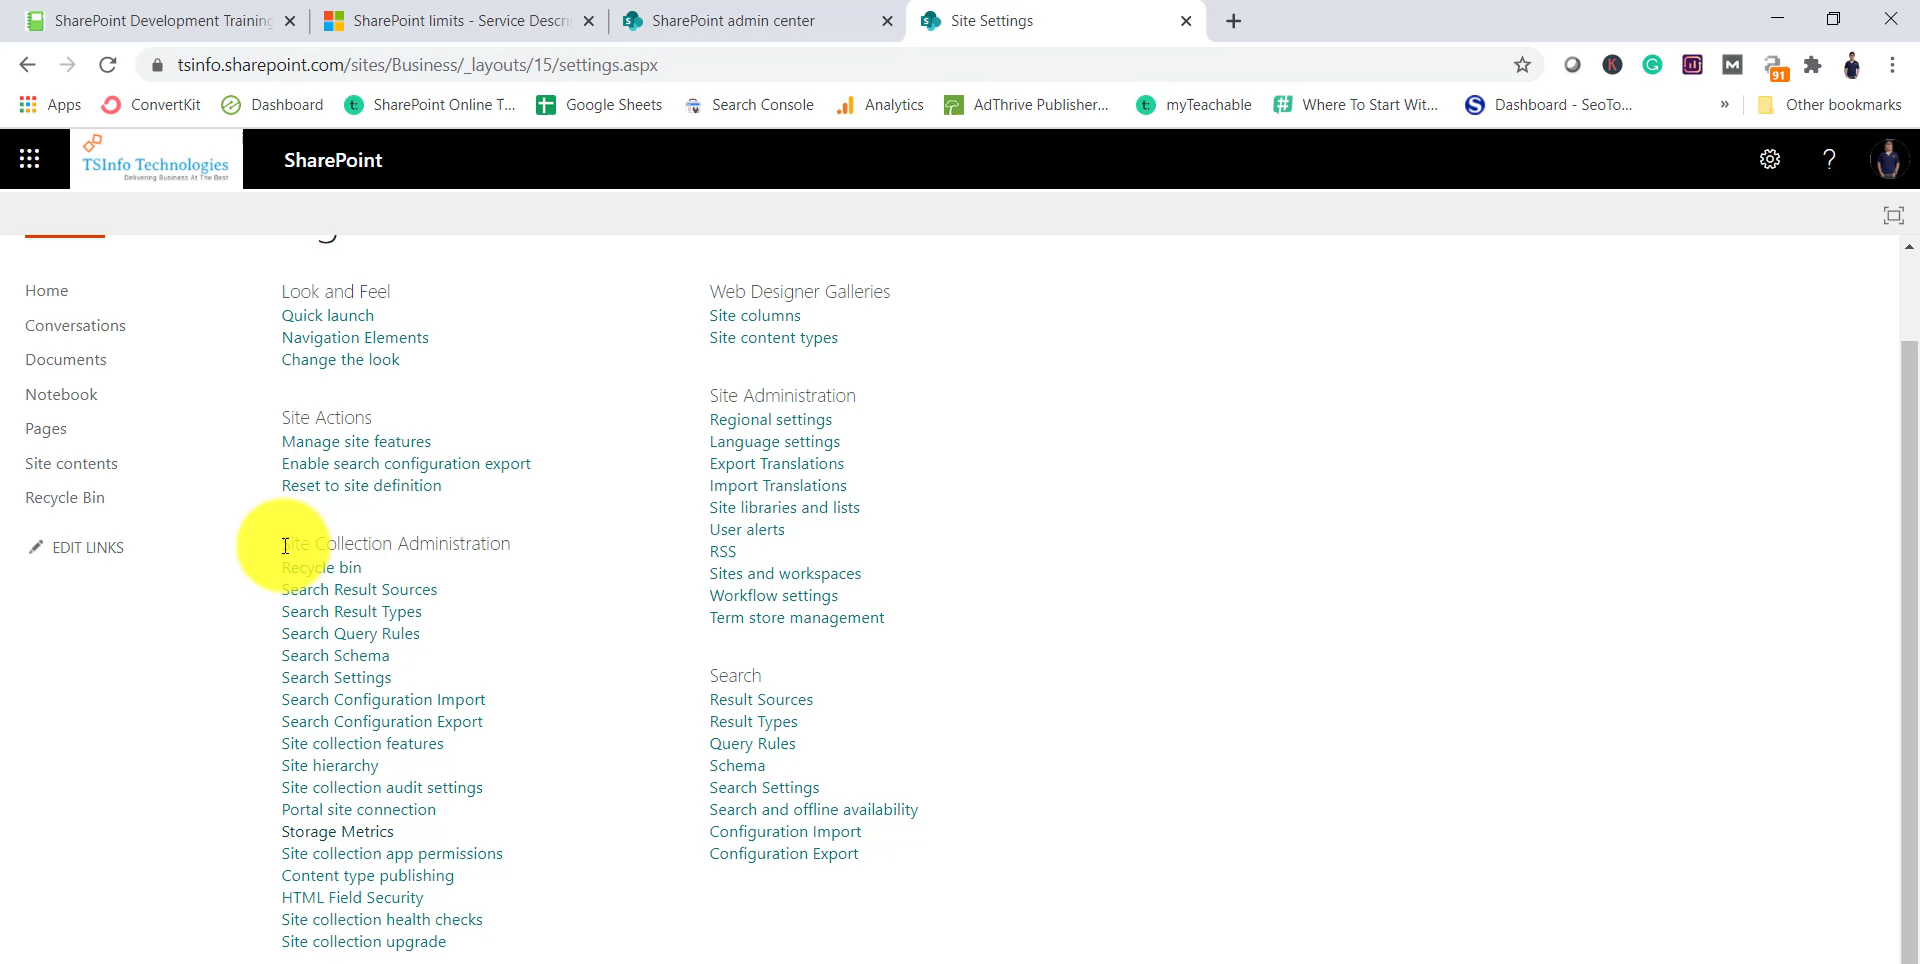 SharePoint Development Training
SharePoint limits - Service Descri
SharePoint admin center
Site Settings
tsinfo.sharepoint.com/sites/Business/_layouts/15/settings.aspx
91
Apps
ConvertKit
Dashboard
SharePoint Online T...
Google Sheets
Search Console
Analytics
AdThrive Publisher...
myTeachable
Where To Start Wit...
Dashboard - SeoTo...
»
Other bookmarks
TSInfo Technologies
Delivering Business At The Best
SharePoint
?
Home
Conversations
Documents
Notebook
Pages
Site contents
Recycle Bin
EDIT LINKS
Look and Feel
Quick launch
Navigation Elements
Change the look
Site Actions
Manage site features
Enable search configuration export
Reset to site definition
Site Collection Administration
Recycle bin
Search Result Sources
Search Result Types
Search Query Rules
Search Schema
Search Settings
Search Configuration Import
Search Configuration Export
Site collection features
Site hierarchy
Site collection audit settings
Portal site connection
Storage Metrics
Site collection app permissions
Content type publishing
HTML Field Security
Site collection health checks
Site collection upgrade
Web Designer Galleries
Site columns
Site content types
Site Administration
Regional settings
Language settings
Export Translations
Import Translations
Site libraries and lists
User alerts
RSS
Sites and workspaces
Workflow settings
Term store management
Search
Result Sources
Result Types
Query Rules
Schema
Search Settings
Search and offline availability
Configuration Import
Configuration Export